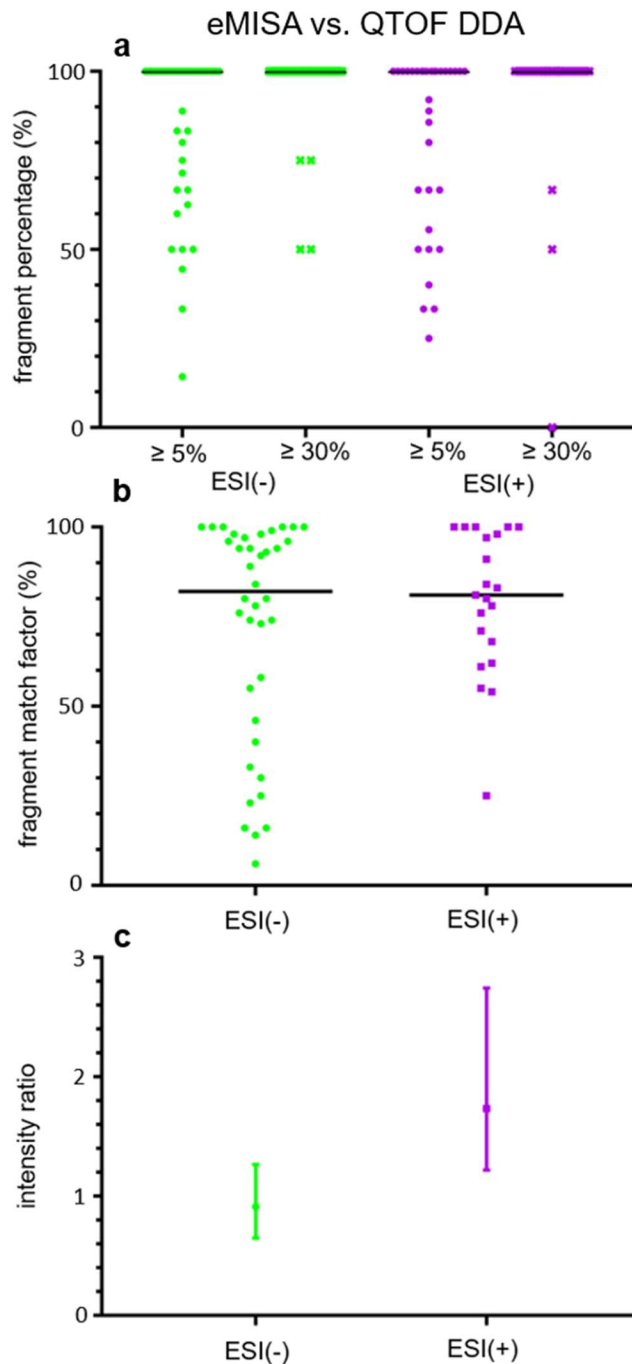 eMISA vs. QTOF DDA
a
fragment percentage (%)
100
50
0
≥ 5% ≥ 30% ≥ 5% ≥ 30%
ESI(-) ESI(+)
b
fragment match factor (%)
100
50
0
ESI(-) ESI(+)
c
intensity ratio
3
2
1
0
ESI(-) ESI(+)